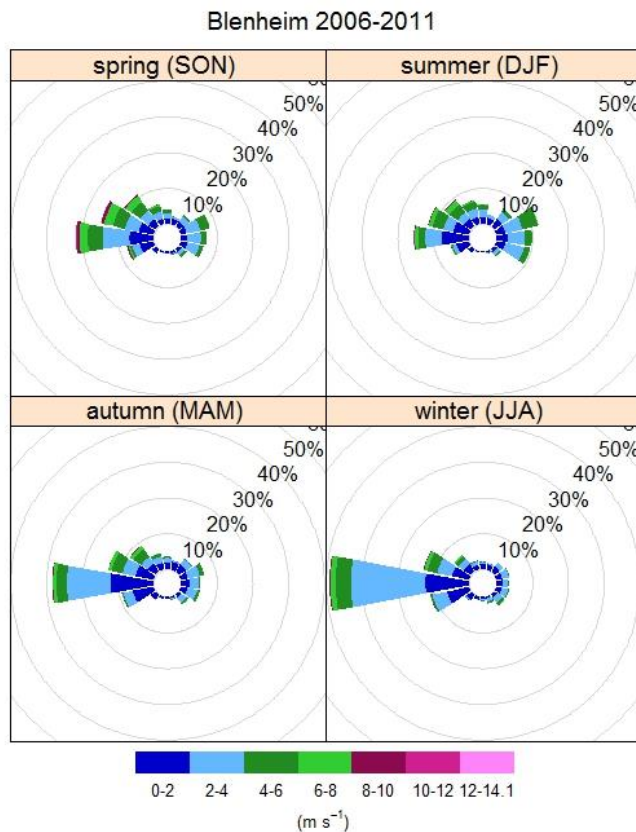 Blenheim 2006-2011
spring (SON)
summer (DJF)
50%
40%
30%
20%
10%
50%
40%
30%
20%
10%
autumn (MAM)
winter (JJA)
50%
40%
30%
20%
10%
50%
40%
30%
20%
10%
0-2 2-4 4-6 6-8 8-10 10-12 12-14.1
(m s⁻¹)